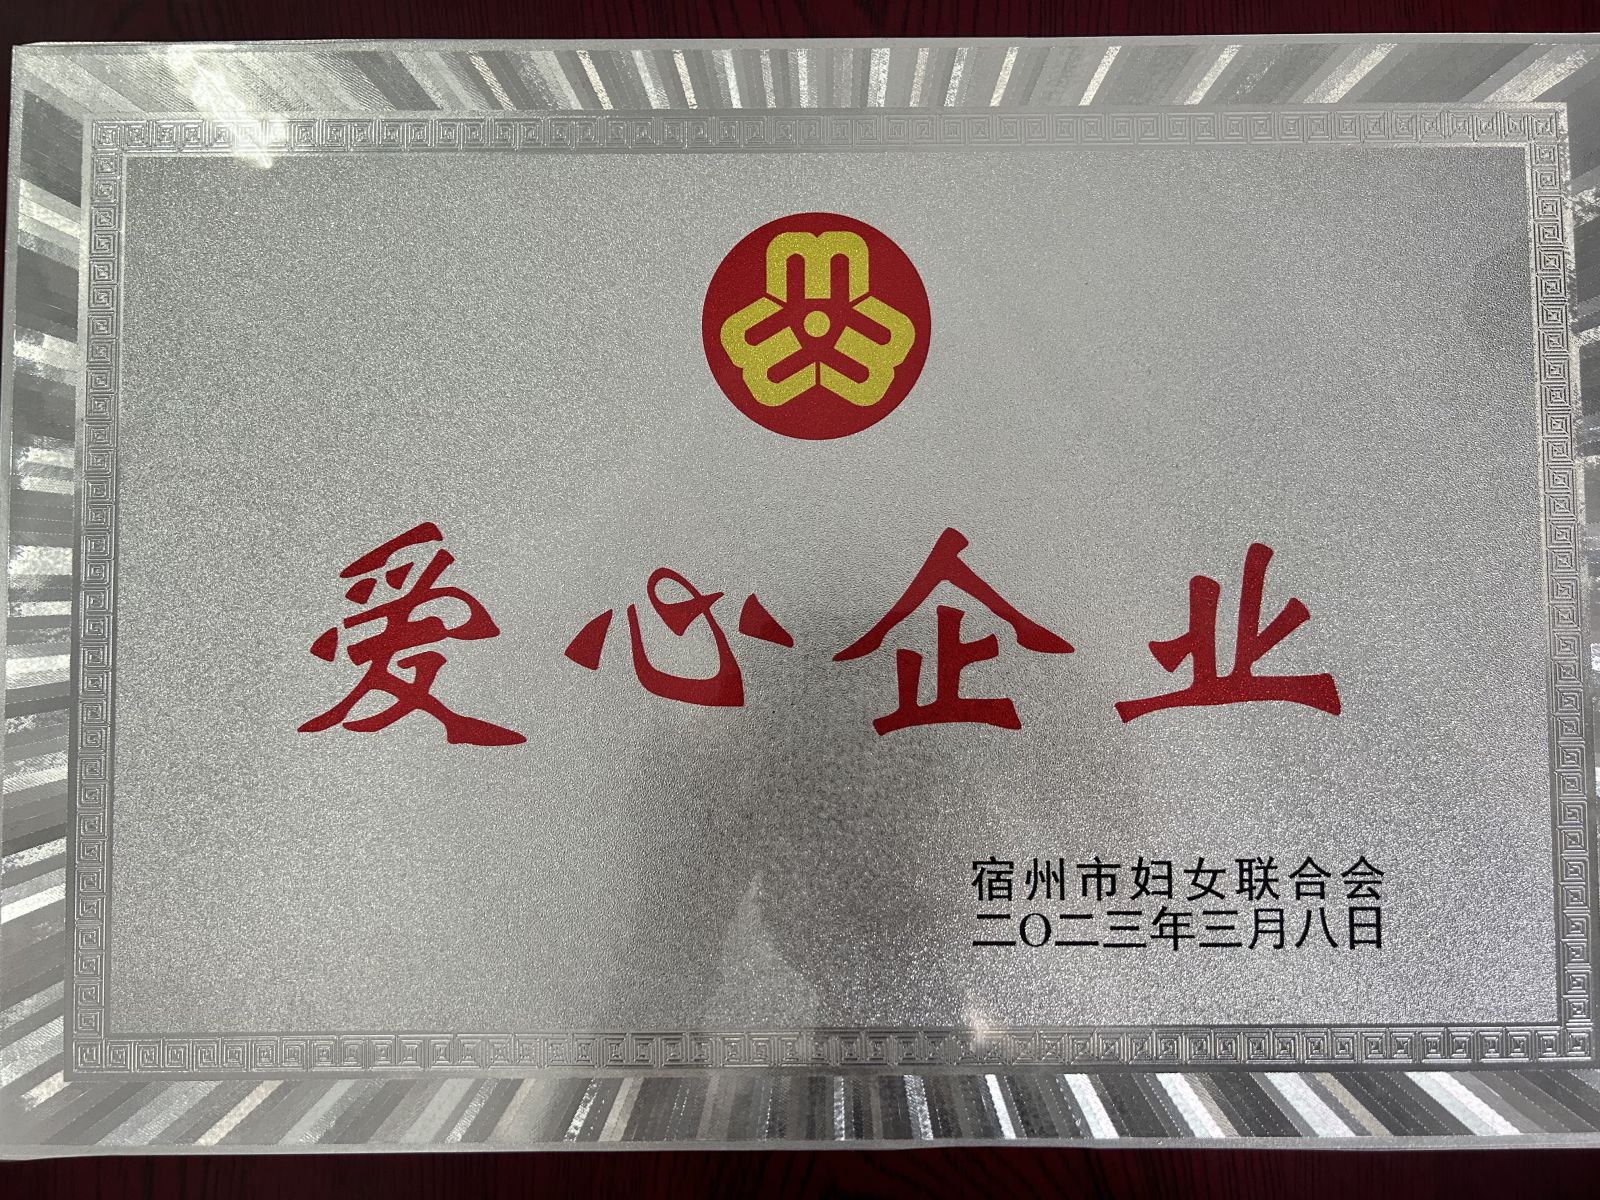 爱心企业
宿州市妇女联合会
二〇二三年三月八日